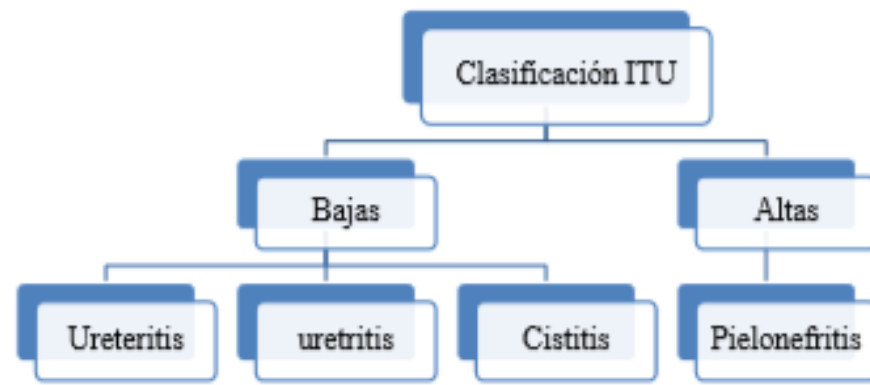 Clasificación ITU
Bajas
Altas
Ureteritis
uretritis
Cistitis
Pielonefritis